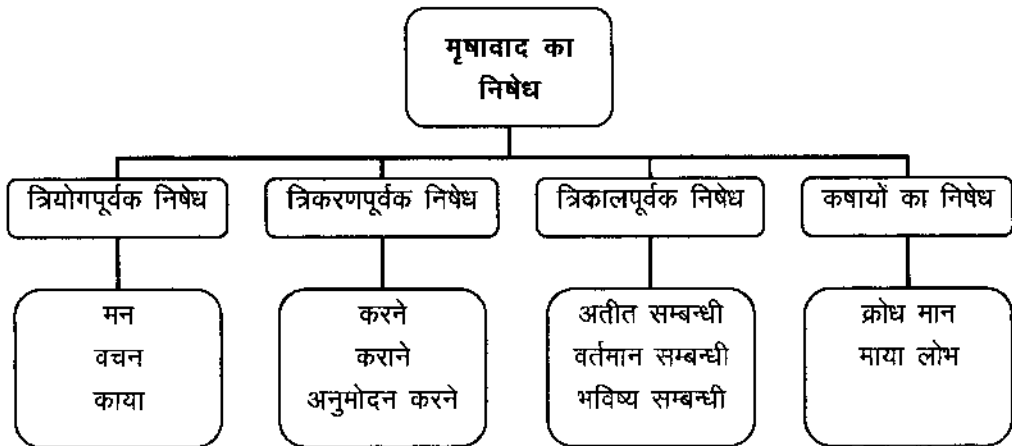 मृषावाद का
निषेध
त्रियोगपूर्वक निषेध
त्रिकरणपूर्वक निषेध
त्रिकालपूर्वक निषेध
कषायों का निषेध
मन
वचन
काया
करने
कराने
अनुमोदन करने
अतीत सम्बन्धी
वर्तमान सम्बन्धी
भविष्य सम्बन्धी
क्रोध मान
माया लोभ